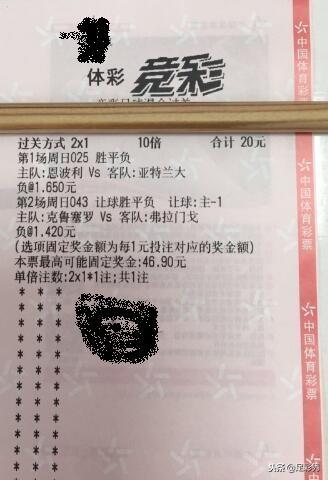 体彩 竞彩
过关方式 2x1 10倍 合计 20元
第1场周日025 胜平负
主队:恩波利 Vs 客队:亚特兰大
负@1.650元
第2场周日043 让球胜平负 让球:主-1
主队:克鲁塞罗 Vs 客队:弗拉门戈
负@1.420元
(选项固定奖金额为每1元投注对应的奖金额)
本票最高可能固定奖金:46.90元
单倍注数:2x1*1注;共1注
中国体育彩票
中国体育彩票
中国体育彩票
头条@足彩秀